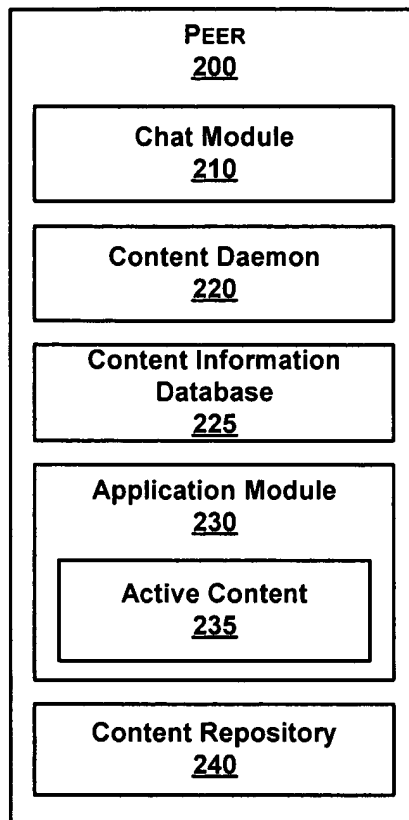 PEER
200
Chat Module
210
Content Daemon
220
Content Information
Database
225
Application Module
230
Active Content
235
Content Repository
240